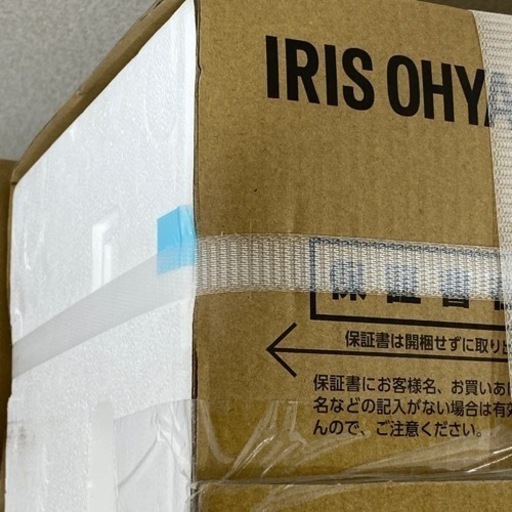 IRIS OHYA
保証書
保証書は開梱せずに取り出
保証書にお客様名、お買いあ
名などの記入がない場合は有
んので、ご注意ください。